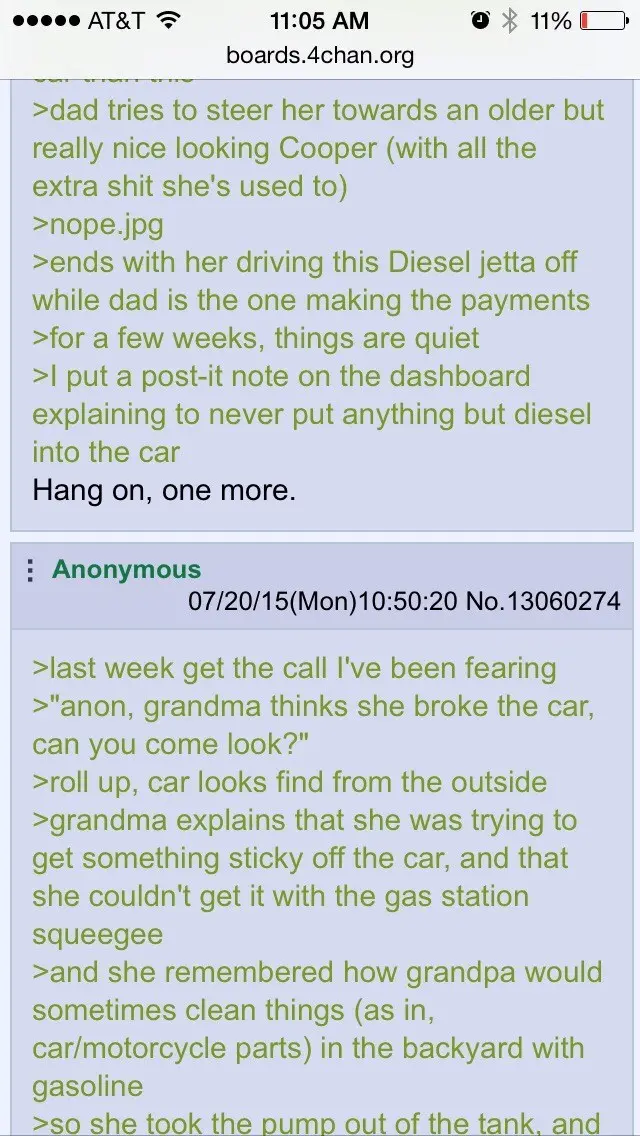 AT&T 11:05 AM 11%
boards.4chan.org
car than this
>dad tries to steer her towards an older but
really nice looking Cooper (with all the
extra shit she's used to)
>nope.jpg
>ends with her driving this Diesel jetta off
while dad is the one making the payments
>for a few weeks, things are quiet
>I put a post-it note on the dashboard
explaining to never put anything but diesel
into the car
Hang on, one more.
Anonymous
07/20/15(Mon)10:50:20 No.13060274
>last week get the call I've been fearing
>"anon, grandma thinks she broke the car,
can you come look?"
>roll up, car looks find from the outside
>grandma explains that she was trying to
get something sticky off the car, and that
she couldn't get it with the gas station
squeegee
>and she remembered how grandpa would
sometimes clean things (as in,
car/motorcycle parts) in the backyard with
gasoline
>so she took the pump out of the tank, and